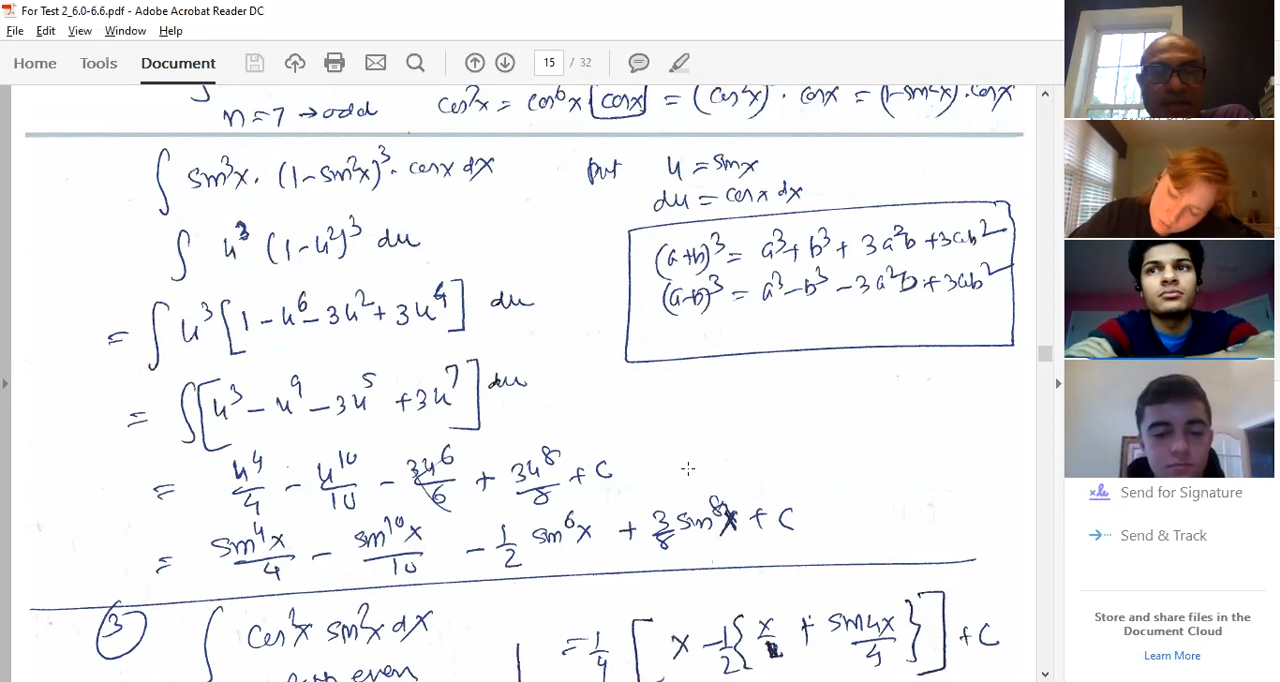 For Test 2_6.0-6.6.pdf - Adobe Acrobat Reader DC
File Edit View Window Help
Home Tools Document 15 / 32
n = 7 → odd cos⁷x = cos⁶x [cosx] = (cos²x)³ · cosx = (1-sin²x)³ · cosx
∫ sin³x · (1-sin²x)³ · cosx dx put u = sinx
du = cosx dx
∫ u³ (1-u²)³ du
(a+b)³ = a³ + b³ + 3a²b + 3ab²
(a-b)³ = a³ - b³ - 3a²b + 3ab²
= ∫ u³ [1 - u⁶ - 3u² + 3u⁴] du
= ∫ [u³ - u⁹ - 3u⁵ + 3u⁷] du
= u⁴/4 - u¹⁰/10 - 3u⁶/6 + 3u⁸/8 + C
= sin⁴x/4 - sin¹⁰x/10 - 1/2 sin⁶x + 3/8 sin⁸x + C
③ ∫ cos²x sin²x dx
= 1/4 [ x - 1/2 { x/2 + sin4x/4 } ] + C
even
Send for Signature
Send & Track
Store and share files in the
Document Cloud
Learn More